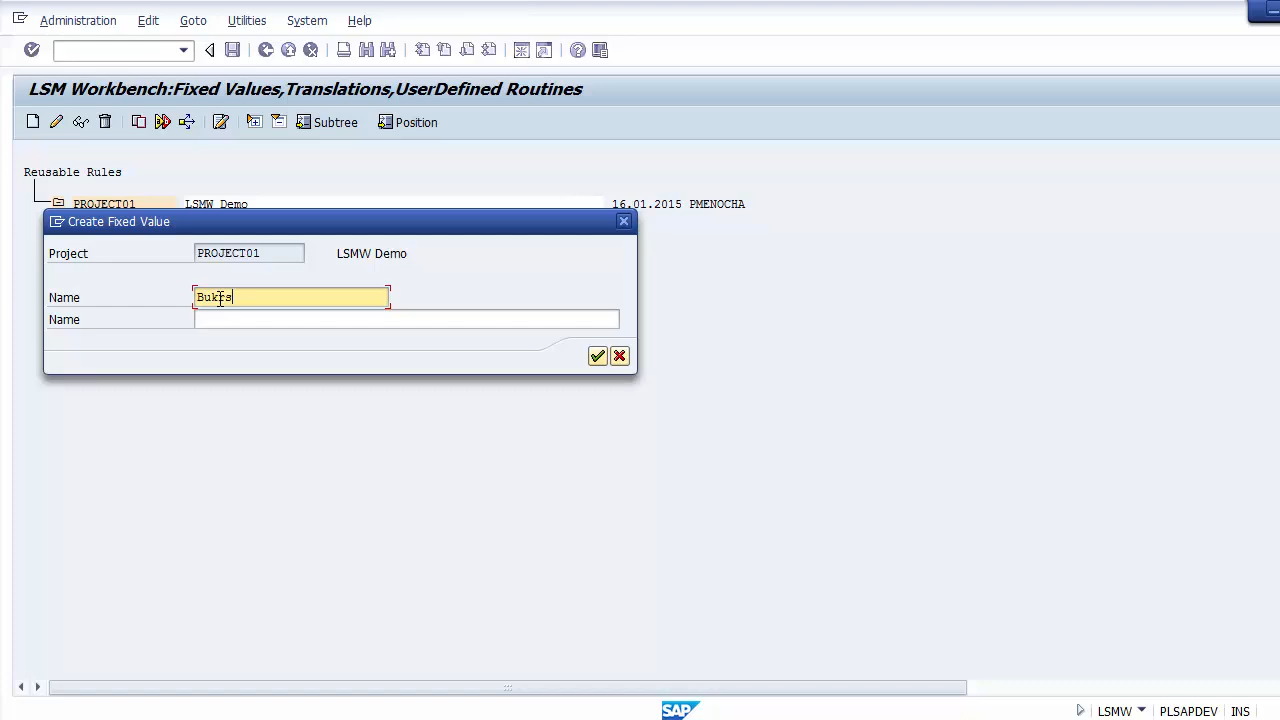 Administration Edit Goto Utilities System Help
LSM Workbench:Fixed Values,Translations,UserDefined Routines
Subtree Position
Reusable Rules
PROJECT01 LSMW Demo 16.01.2015 PMENOCHA
Create Fixed Value
Project PROJECT01 LSMW Demo
Name Bukrs
Name
SAP LSMW PLSAPDEV INS